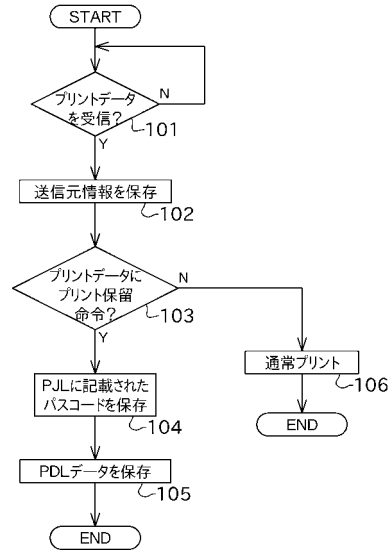 START
プリントデータ
を受信?
N
101
Y
送信元情報を保存
102
プリントデータに
プリント保留
命令?
N
103
Y
通常プリント
106
PJLに記載された
パスコードを保存
104
END
PDLデータを保存
105
END